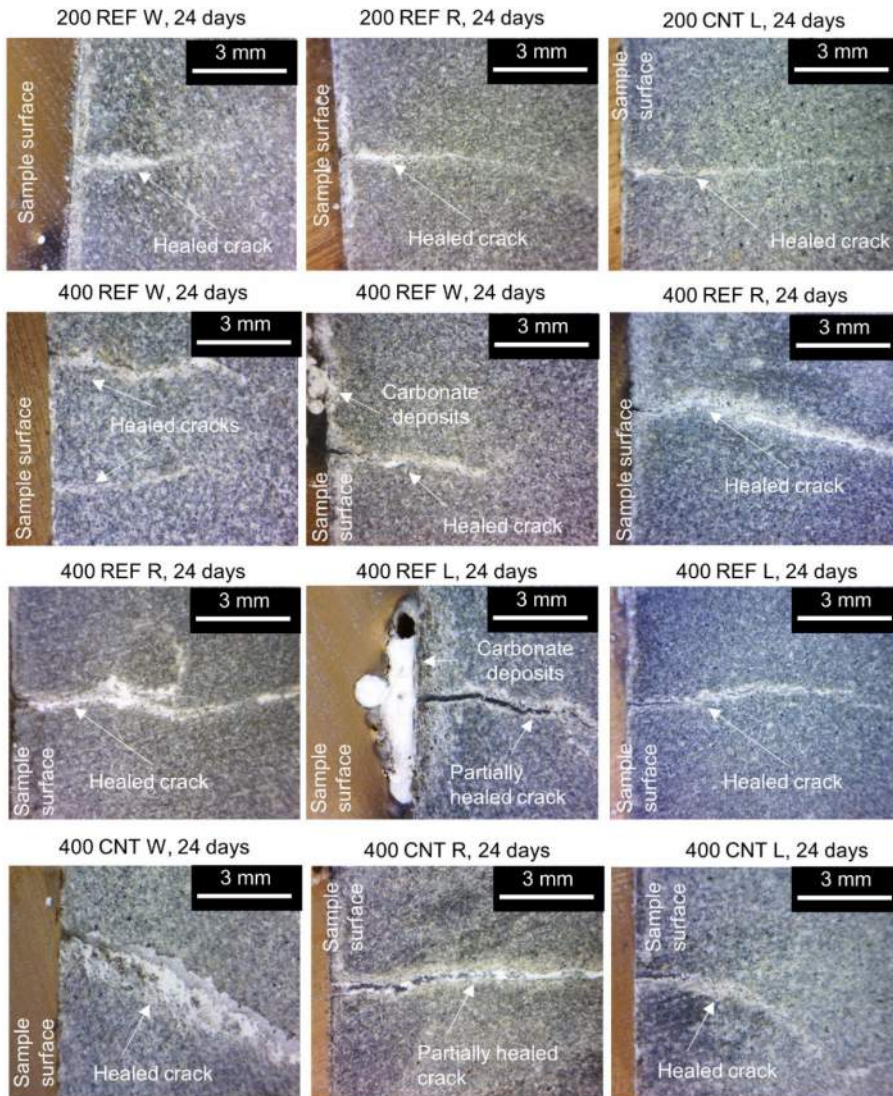 200 REF W, 24 days
3 mm
Sample surface
Healed crack
200 REF R, 24 days
3 mm
Sample surface
Healed crack
200 CNT L, 24 days
3 mm
Sample
surface
Healed crack
400 REF W, 24 days
3 mm
Sample surface
Healed cracks
400 REF W, 24 days
3 mm
Carbonate
deposits
Sample
surface
Healed crack
400 REF R, 24 days
3 mm
Sample surface
Healed crack
400 REF R, 24 days
3 mm
Sample
surface
Healed crack
400 REF L, 24 days
3 mm
Carbonate
deposits
Sample
surface
Partially
healed crack
400 REF L, 24 days
3 mm
Sample
surface
Healed crack
400 CNT W, 24 days
3 mm
Sample
surface
Healed crack
400 CNT R, 24 days
3 mm
Sample
surface
Partially healed
crack
400 CNT L, 24 days
3 mm
Sample
surface
Healed crack